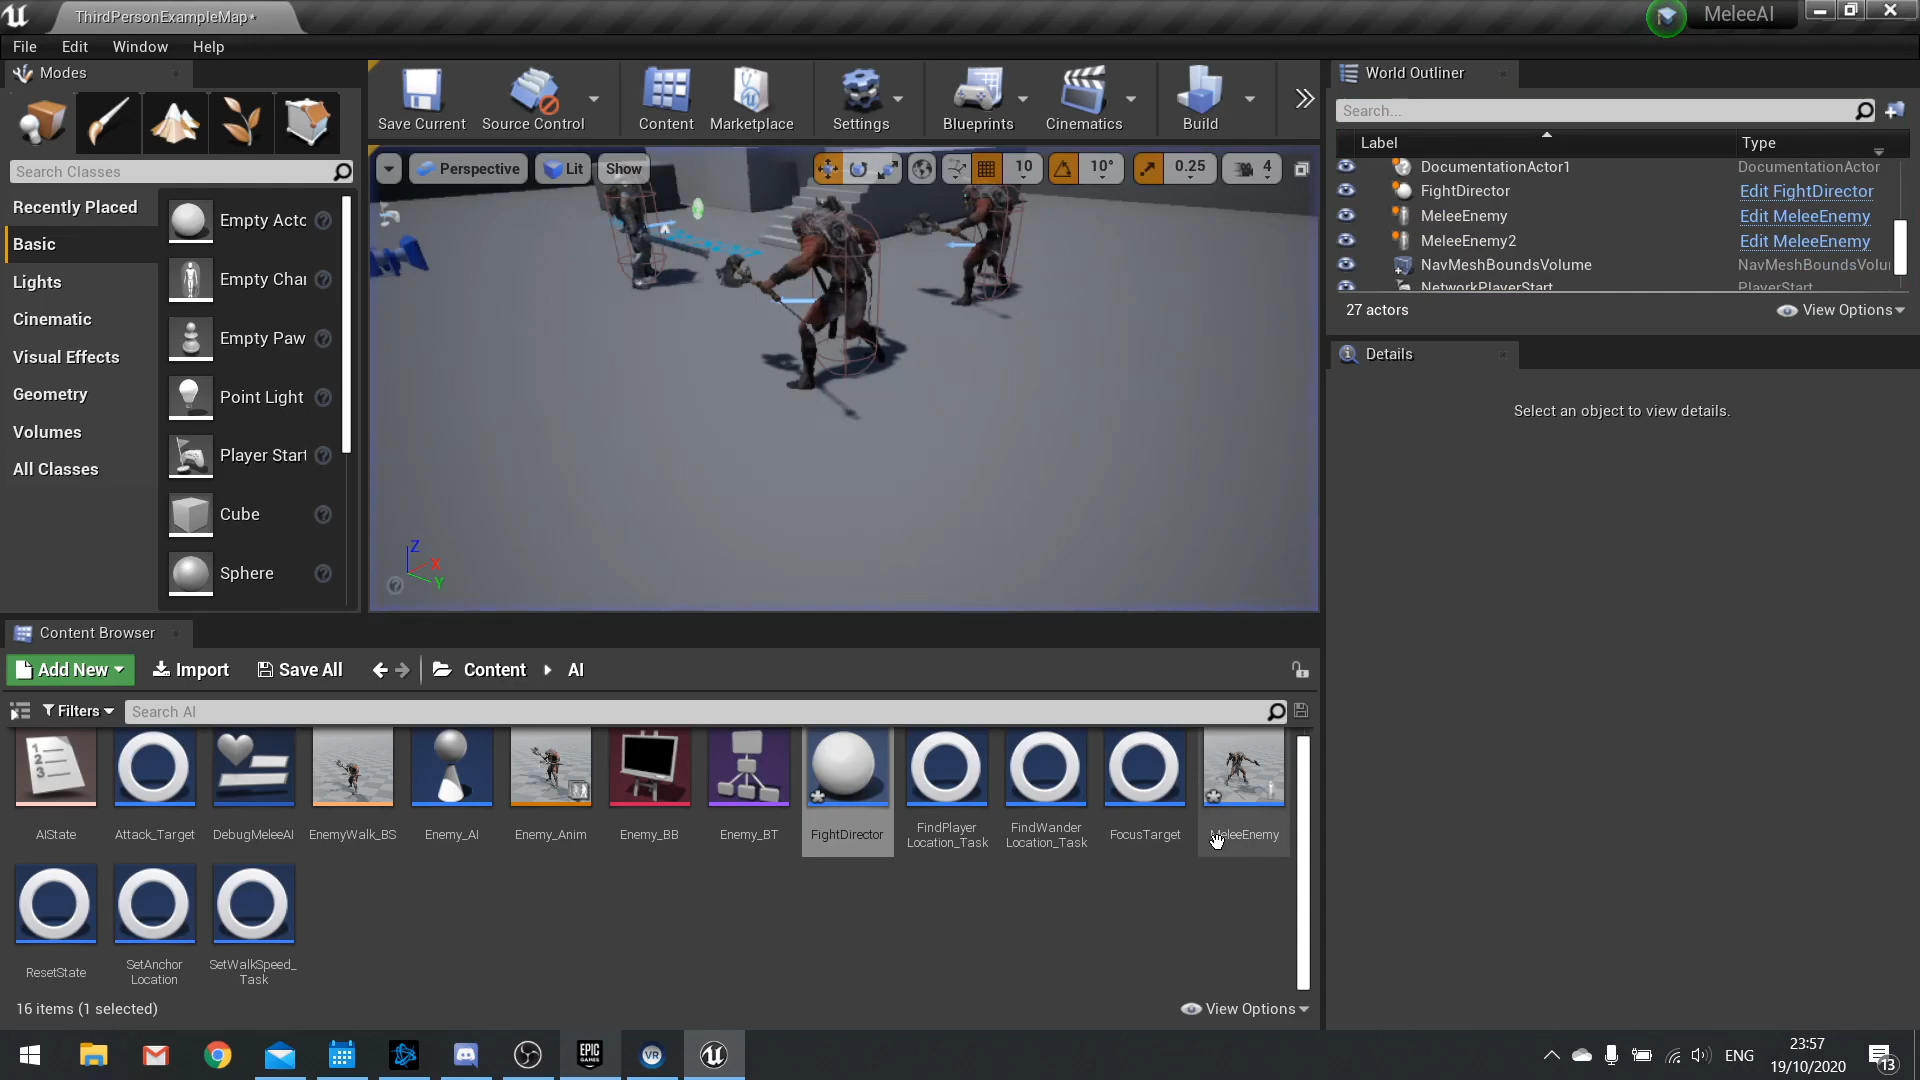 ThirdPersonExampleMap*
MeleeAI
File Edit Window Help
Modes
Search Classes
Recently Placed
Basic
Lights
Cinematic
Visual Effects
Geometry
Volumes
All Classes
Empty Acto
Empty Char
Empty Paw
Point Light
Player Start
Cube
Sphere
Save Current
Source Control
Content
Marketplace
Settings
Blueprints
Cinematics
Build
Perspective
Lit
Show
10
10°
0.25
4
Z
X
Y
World Outliner
Search...
Label Type
DocumentationActor1 DocumentationActor
FightDirector Edit FightDirector
MeleeEnemy Edit MeleeEnemy
MeleeEnemy2 Edit MeleeEnemy
NavMeshBoundsVolume NavMeshBoundsVolu
NetworkPlayerStart PlayerStart
27 actors
View Options
Details
Select an object to view details.
Content Browser
Add New Import Save All Content AI
Filters
Search AI
AIState
Attack_Target
DebugMeleeAI
EnemyWalk_BS
Enemy_AI
Enemy_Anim
Enemy_BB
Enemy_BT
FightDirector
FindPlayer
Location_Task
FindWander
Location_Task
FocusTarget
MeleeEnemy
ResetState
SetAnchor
Location
SetWalkSpeed_
Task
16 items (1 selected)
View Options
EPIC
GAMES
VR
ENG
23:57
19/10/2020
13